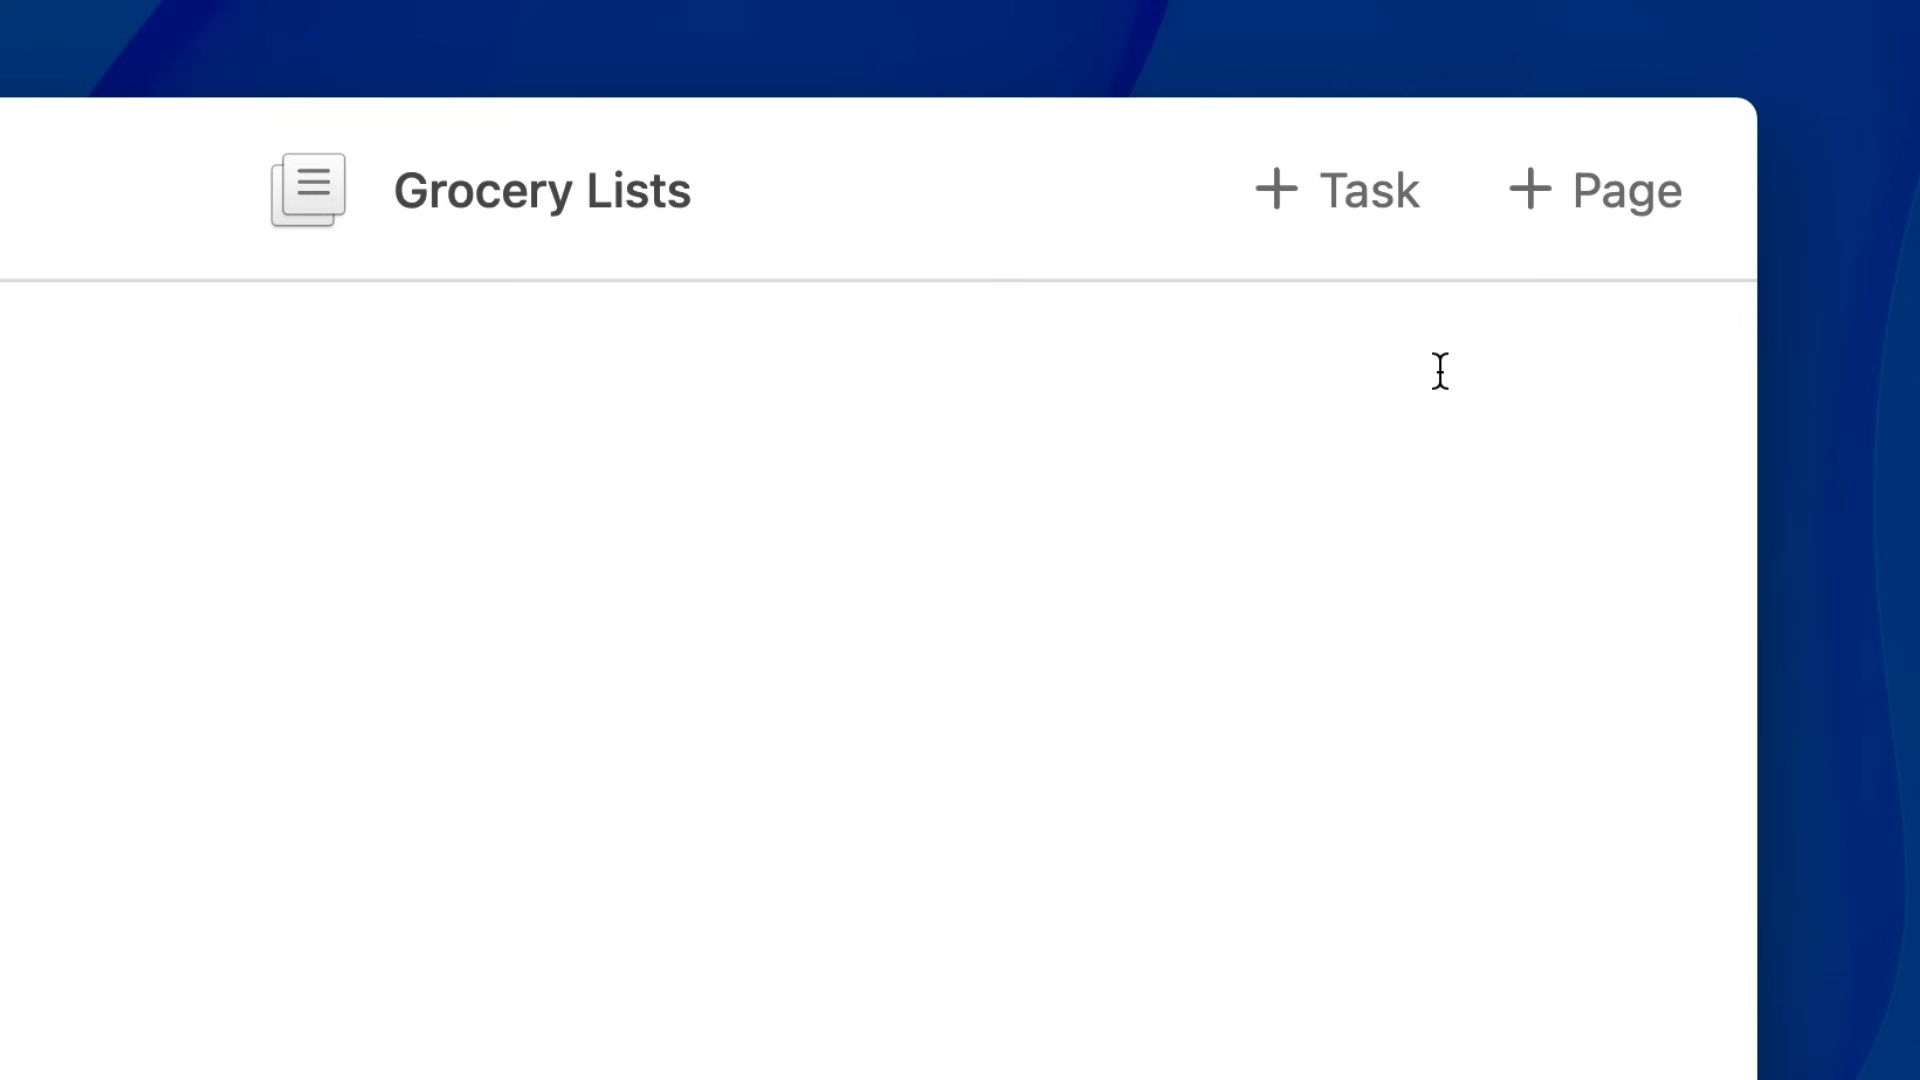 Grocery Lists + Task + Page